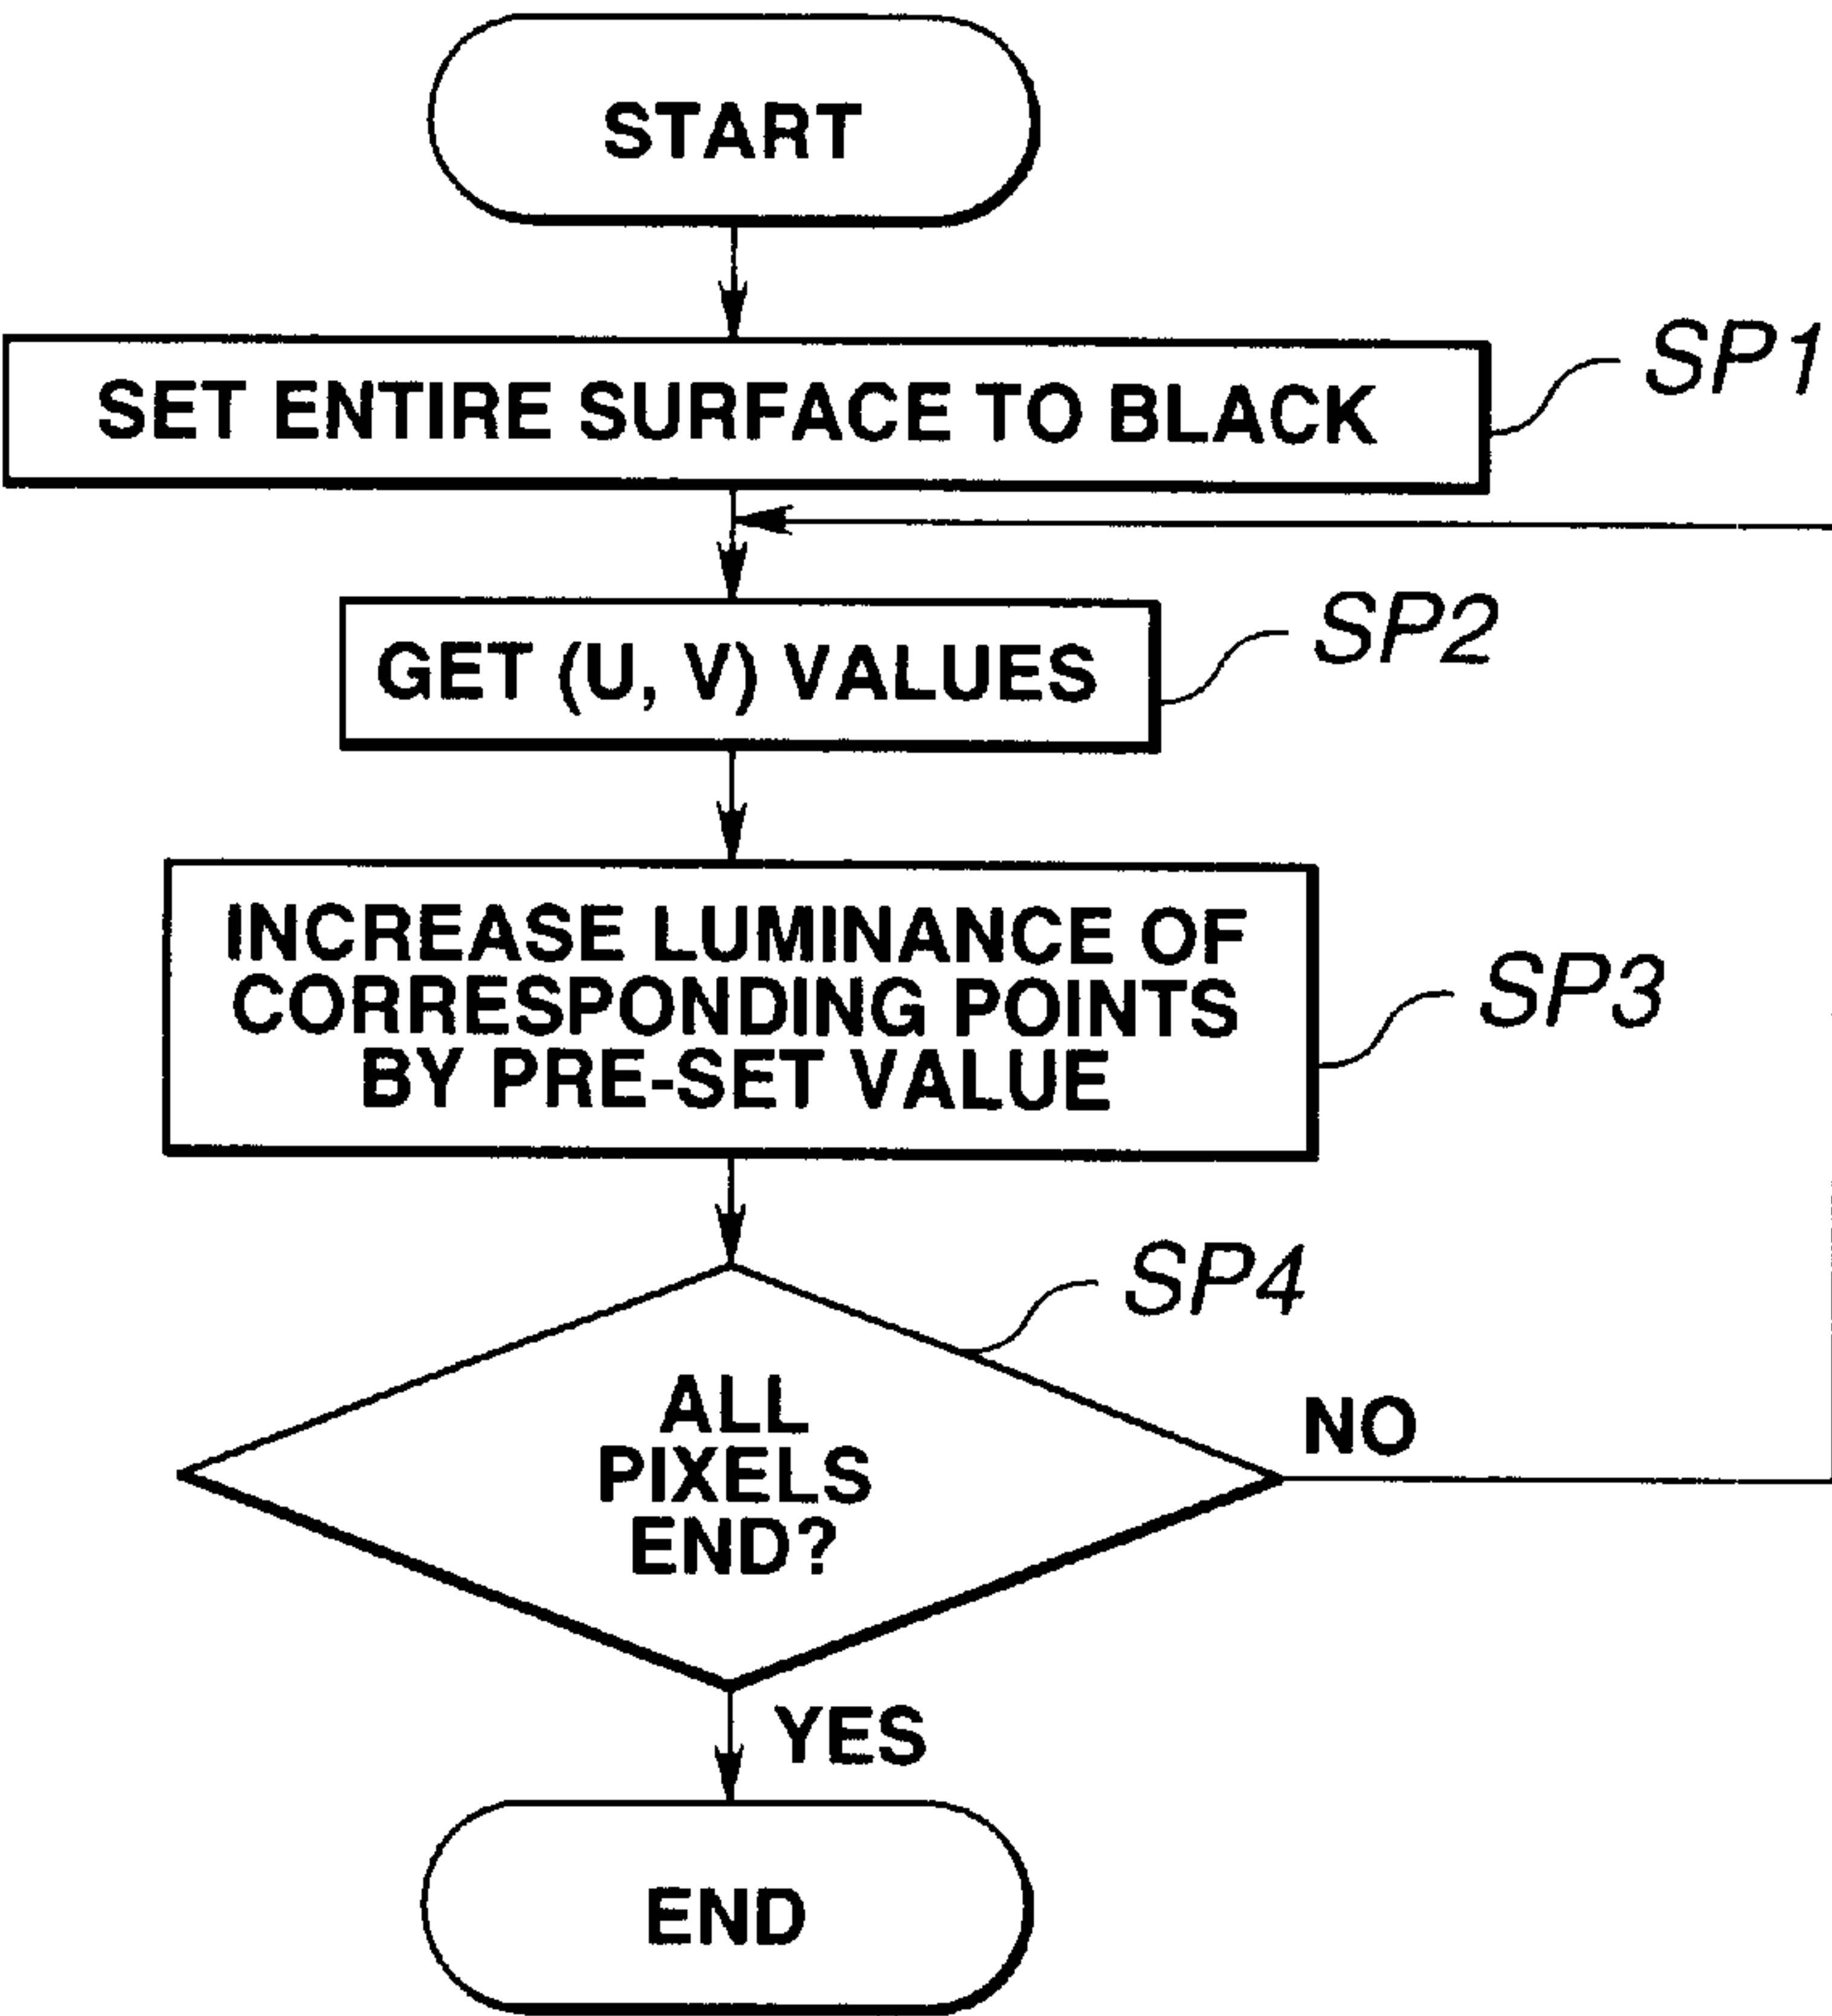 START
SET ENTIRE SURFACE TO BLACK
SP1
GET (U, V) VALUES
SP2
INCREASE LUMINANCE OF
CORRESPONDING POINTS
BY PRE-SET VALUE
SP3
SP4
ALL
PIXELS
END?
NO
YES
END